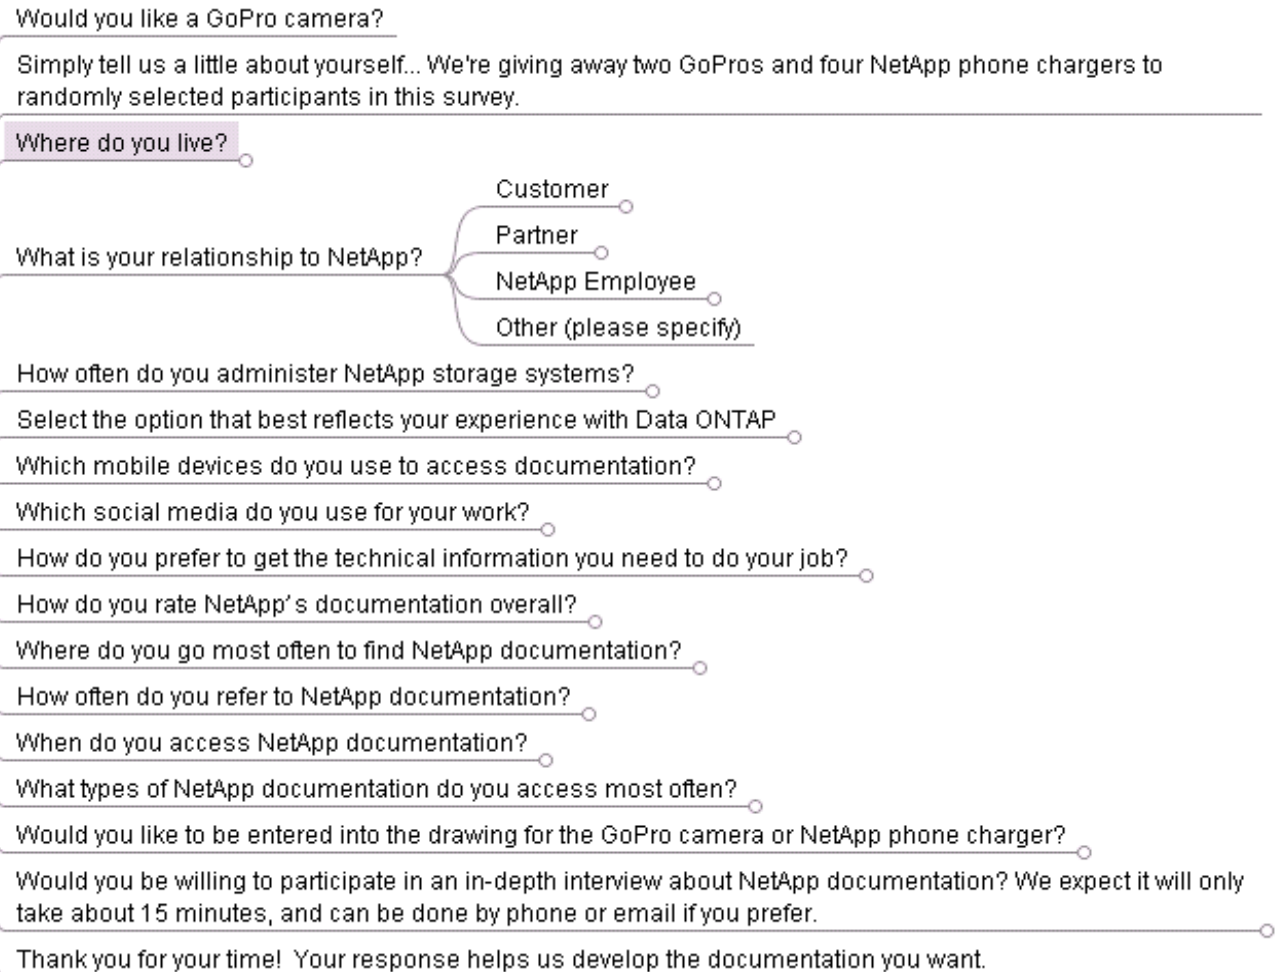 Would you like a GoPro camera?
Simply tell us a little about yourself... We're giving away two GoPros and four NetApp phone chargers to
randomly selected participants in this survey.
Where do you live?
What is your relationship to NetApp?
Customer
Partner
NetApp Employee
Other (please specify)
How often do you administer NetApp storage systems?
Select the option that best reflects your experience with Data ONTAP
Which mobile devices do you use to access documentation?
Which social media do you use for your work?
How do you prefer to get the technical information you need to do your job?
How do you rate NetApp’s documentation overall?
Where do you go most often to find NetApp documentation?
How often do you refer to NetApp documentation?
When do you access NetApp documentation?
What types of NetApp documentation do you access most often?
Would you like to be entered into the drawing for the GoPro camera or NetApp phone charger?
Would you be willing to participate in an in-depth interview about NetApp documentation? We expect it will only
take about 15 minutes, and can be done by phone or email if you prefer.
Thank you for your time!  Your response helps us develop the documentation you want.